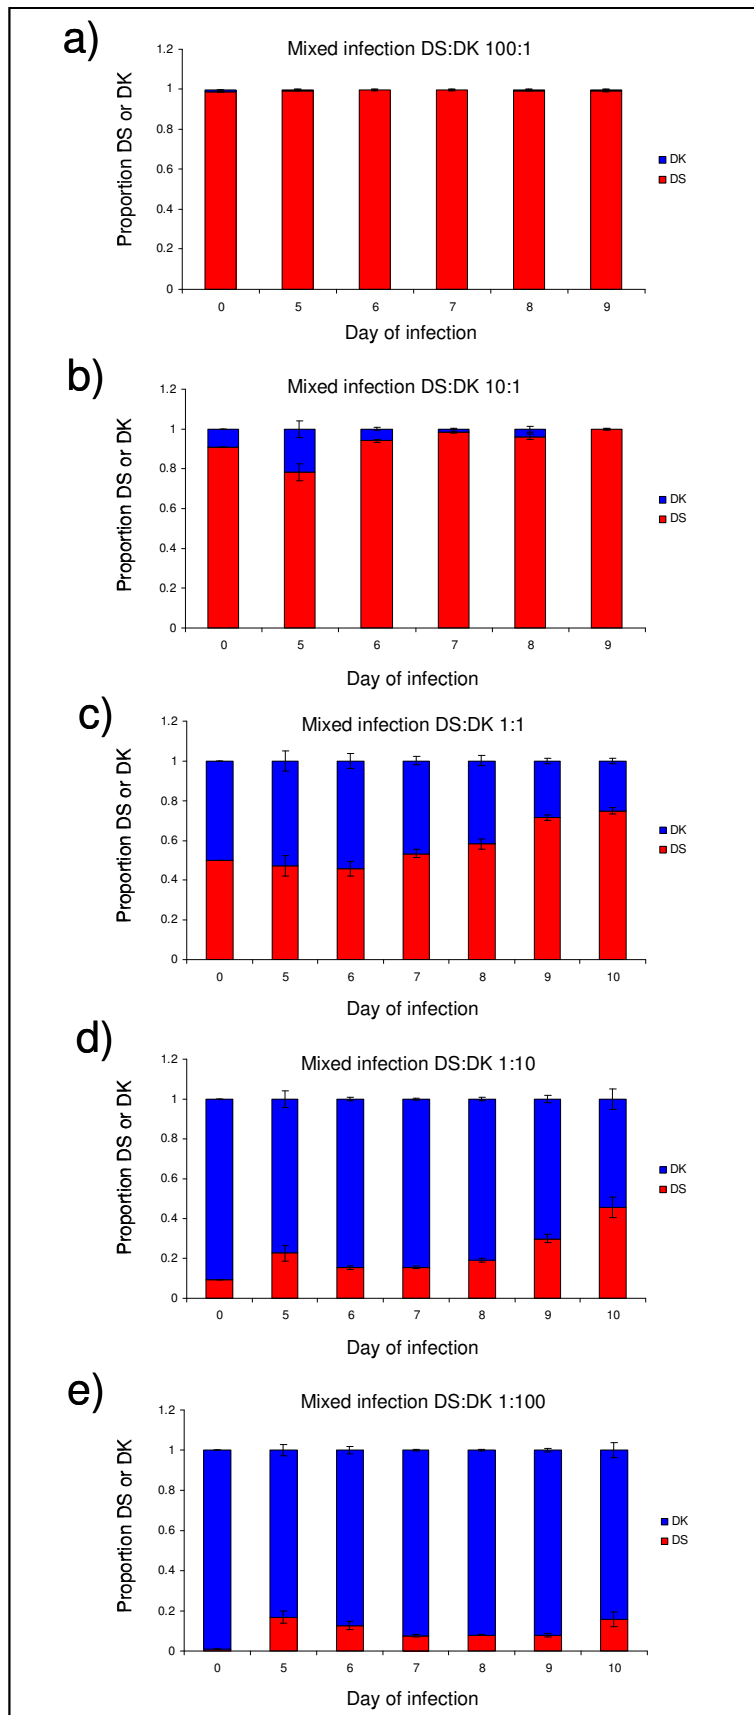 a)
Mixed infection DS:DK 100:1
Proportion DS or DK
1.2
1
0.8
0.6
0.4
0.2
0
0 5 6 7 8 9
Day of infection
DK
DS
b)
Mixed infection DS:DK 10:1
Proportion DS or DK
1.2
1
0.8
0.6
0.4
0.2
0
0 5 6 7 8 9
Day of infection
DK
DS
c)
Mixed infection DS:DK 1:1
Proportion DS or DK
1.2
1
0.8
0.6
0.4
0.2
0
0 5 6 7 8 9 10
Day of infection
DK
DS
d)
Mixed infection DS:DK 1:10
Proportion DS or DK
1.2
1
0.8
0.6
0.4
0.2
0
0 5 6 7 8 9 10
Day of infection
DK
DS
e)
Mixed infection DS:DK 1:100
Proportion DS or DK
1.2
1
0.8
0.6
0.4
0.2
0
0 5 6 7 8 9 10
Day of infection
DK
DS